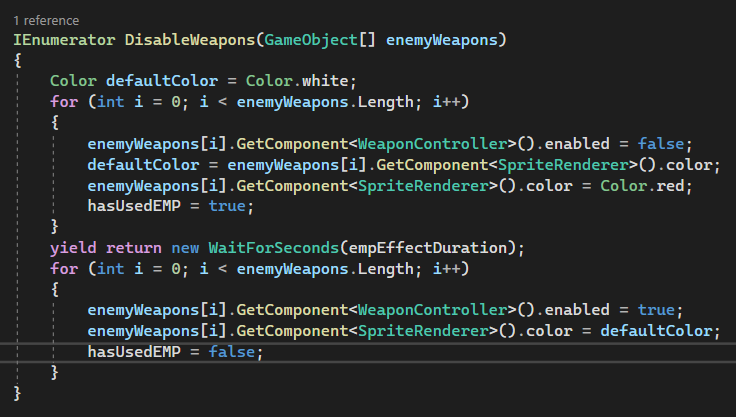 1 reference
IEnumerator DisableWeapons(GameObject[] enemyWeapons)
{
    Color defaultColor = Color.white;
    for (int i = 0; i < enemyWeapons.Length; i++)
    {
        enemyWeapons[i].GetComponent<WeaponController>().enabled = false;
        defaultColor = enemyWeapons[i].GetComponent<SpriteRenderer>().color;
        enemyWeapons[i].GetComponent<SpriteRenderer>().color = Color.red;
        hasUsedEMP = true;
    }
    yield return new WaitForSeconds(empEffectDuration);
    for (int i = 0; i < enemyWeapons.Length; i++)
    {
        enemyWeapons[i].GetComponent<WeaponController>().enabled = true;
        enemyWeapons[i].GetComponent<SpriteRenderer>().color = defaultColor;
        hasUsedEMP = false;
    }
}